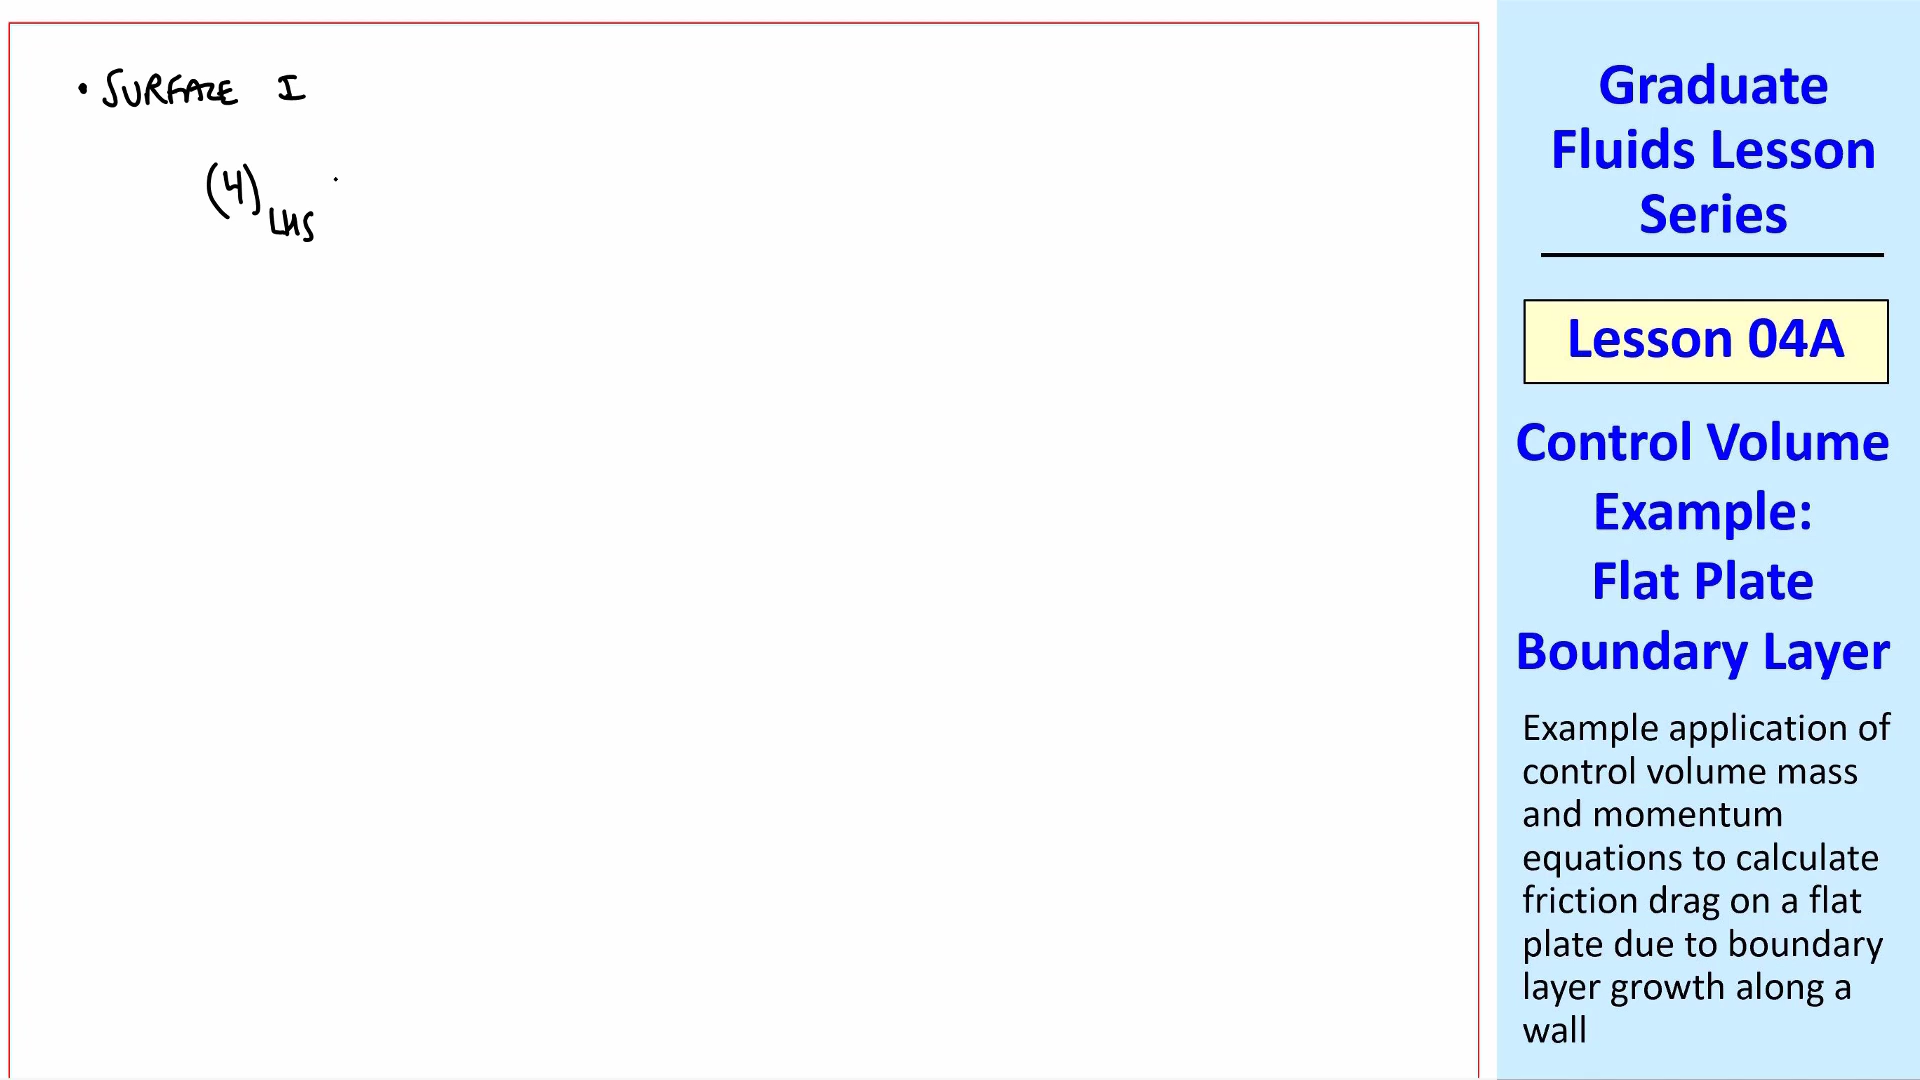 • SURFACE I
(4)LHS
Graduate
Fluids Lesson
Series
Lesson 04A
Control Volume
Example:
Flat Plate
Boundary Layer
Example application of
control volume mass
and momentum
equations to calculate
friction drag on a flat
plate due to boundary
layer growth along a
wall